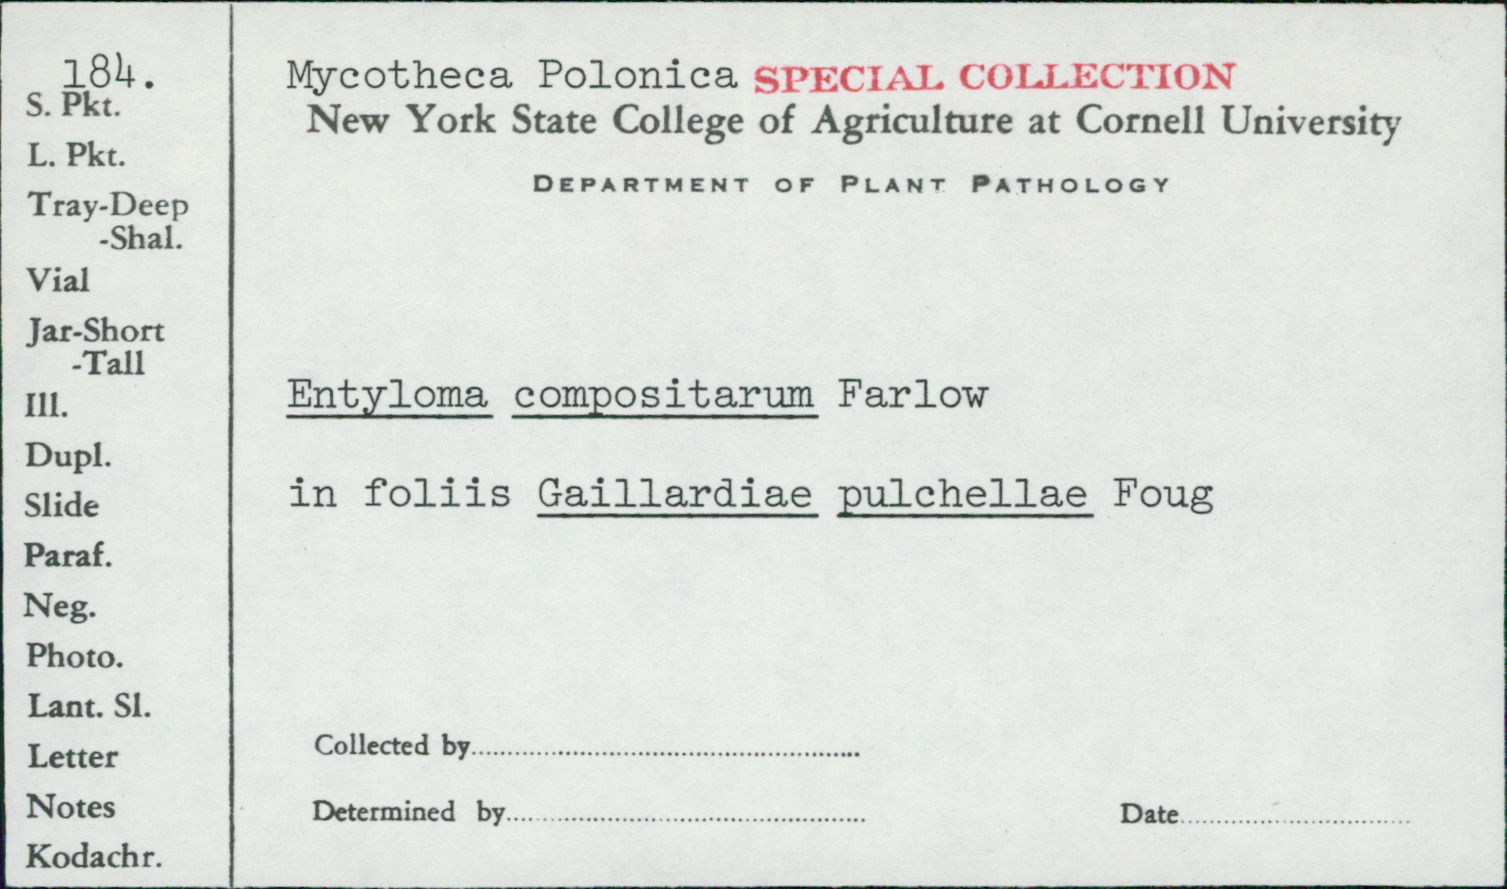 184.
S. Pkt.
L. Pkt.
Tray-Deep
-Shal.
Vial
Jar-Short
-Tall
Ill.
Dupl.
Slide
Paraf.
Neg.
Photo.
Lant. Sl.
Letter
Notes
Kodachr.
Mycotheca Polonica SPECIAL COLLECTION
New York State College of Agriculture at Cornell University
DEPARTMENT OF PLANT PATHOLOGY
Entyloma compositarum Farlow
in foliis Gaillardiae pulchellae Foug
Collected by
Determined by Date